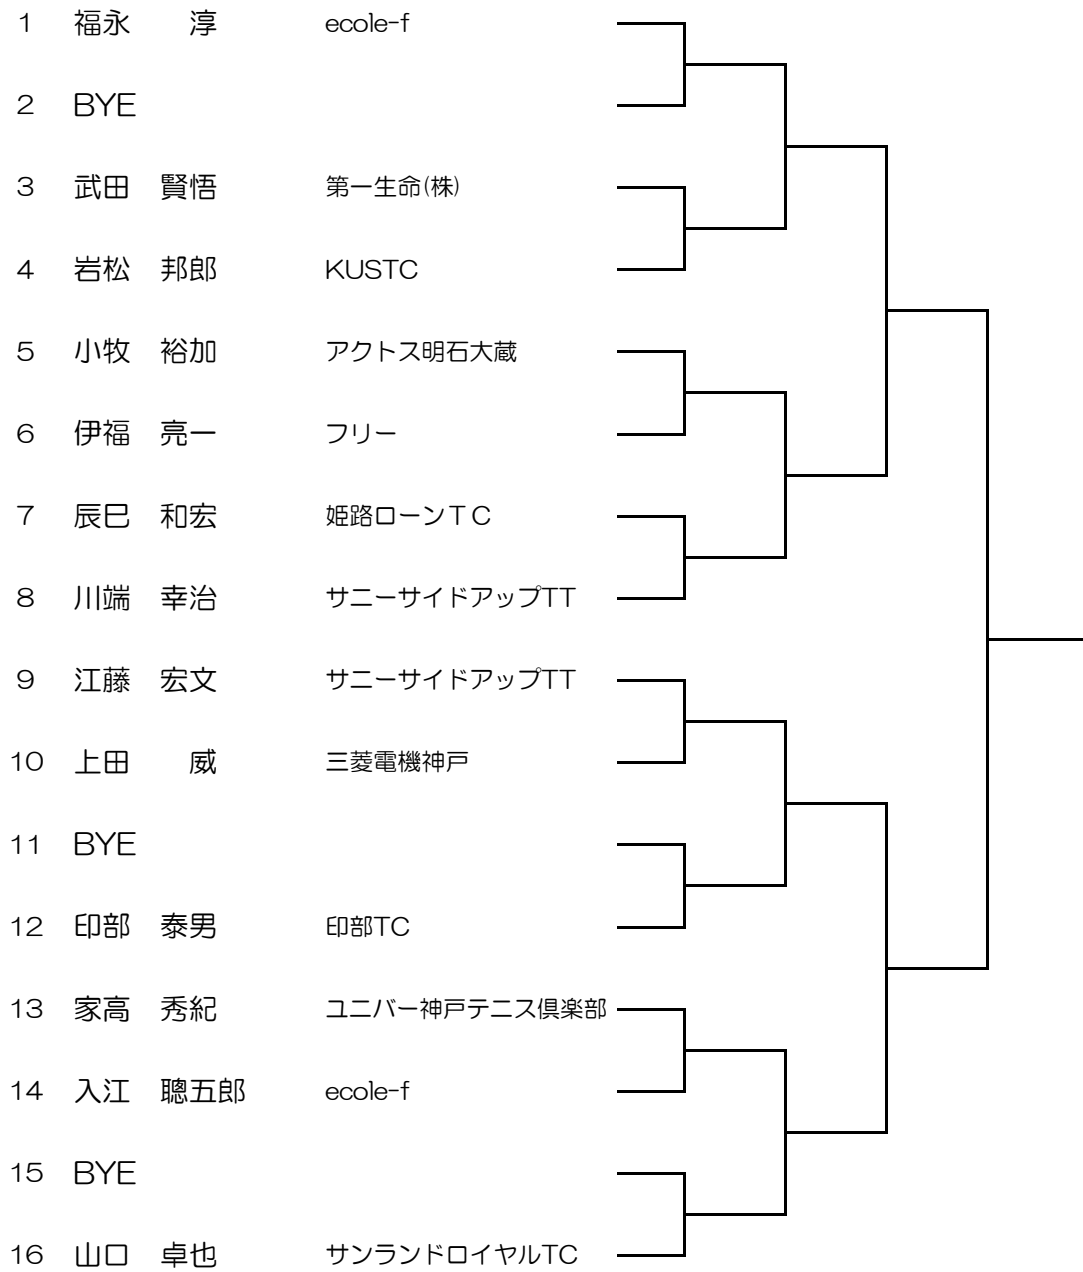 1 福永　　淳 ecole-f
2 BYE
3 武田　賢悟 第一生命(株)
4 岩松　邦郎 KUSTC
5 小牧　裕加 アクトス明石大蔵
6 伊福　亮一 フリー
7 辰巳　和宏 姫路ローンＴＣ
8 川端　幸治 サニーサイドアップTT
9 江藤　宏文 サニーサイドアップTT
10 上田　　威 三菱電機神戸
11 BYE
12 印部　泰男 印部TC
13 家高　秀紀 ユニバー神戸テニス倶楽部
14 入江　聰五郎 ecole-f
15 BYE
16 山口　卓也 サンランドロイヤルTC